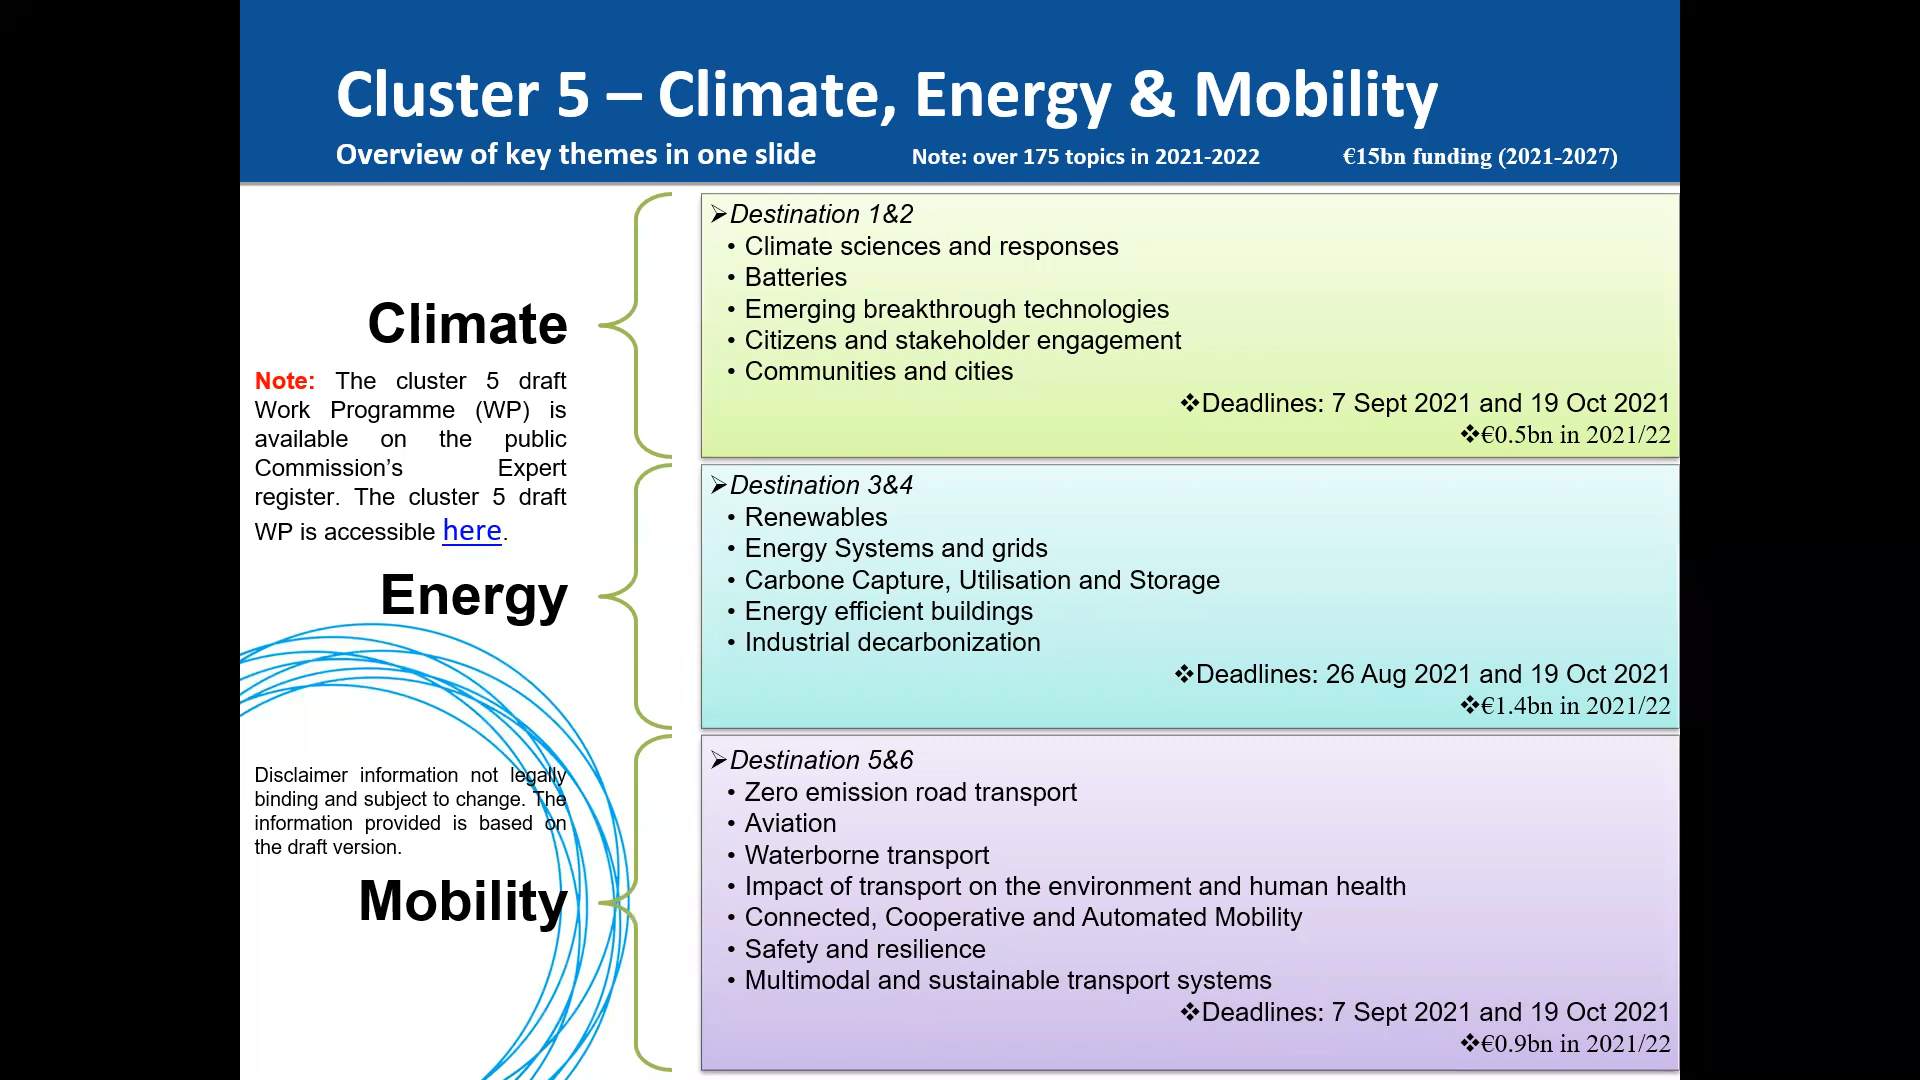 Cluster 5 – Climate, Energy & Mobility
Overview of key themes in one slide
Note: over 175 topics in 2021-2022
€15bn funding (2021-2027)
Climate
Note: The cluster 5 draft
Work Programme (WP) is
available on the public
Commission’s Expert
register. The cluster 5 draft
WP is accessible here.
➢Destination 1&2
• Climate sciences and responses
• Batteries
• Emerging breakthrough technologies
• Citizens and stakeholder engagement
• Communities and cities
❖Deadlines: 7 Sept 2021 and 19 Oct 2021
❖€0.5bn in 2021/22
Energy
➢Destination 3&4
• Renewables
• Energy Systems and grids
• Carbone Capture, Utilisation and Storage
• Energy efficient buildings
• Industrial decarbonization
❖Deadlines: 26 Aug 2021 and 19 Oct 2021
❖€1.4bn in 2021/22
Disclaimer information not legally
binding and subject to change. The
information provided is based on
the draft version.
Mobility
➢Destination 5&6
• Zero emission road transport
• Aviation
• Waterborne transport
• Impact of transport on the environment and human health
• Connected, Cooperative and Automated Mobility
• Safety and resilience
• Multimodal and sustainable transport systems
❖Deadlines: 7 Sept 2021 and 19 Oct 2021
❖€0.9bn in 2021/22